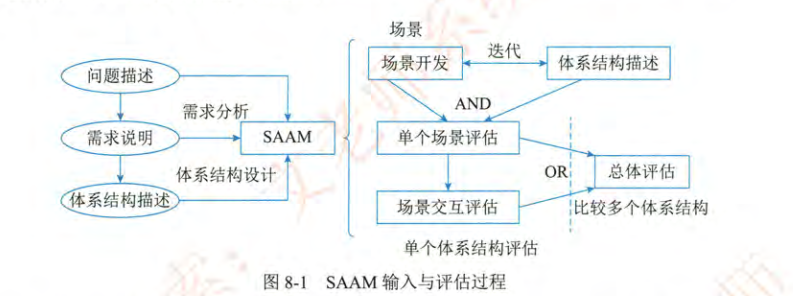 场景
问题描述
场景开发
迭代
体系结构描述
需求分析
AND
需求说明
SAAM
单个场景评估
体系结构设计
OR
总体评估
体系结构描述
场景交互评估
比较多个体系结构
单个体系结构评估
图 8-1 SAAM 输入与评估过程